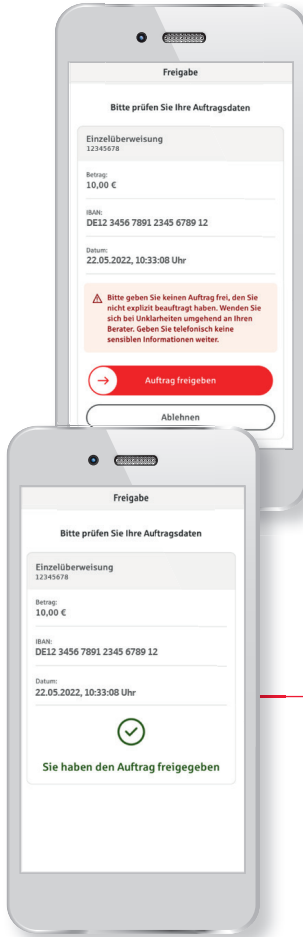 Freigabe
Bitte prüfen Sie Ihre Auftragsdaten
Einzelüberweisung
12345678
Betrag:
10,00 €
IBAN:
DE12 3456 7891 2345 6789 12
Datum:
22.05.2022, 10:33:08 Uhr
Bitte geben Sie keinen Auftrag frei, den Sie
nicht explizit beauftragt haben. Wenden Sie
sich bei Unklarheiten umgehend an Ihren
Berater. Geben Sie telefonisch keine
sensiblen Informationen weiter.
Auftrag freigeben
Ablehnen
Freigabe
Bitte prüfen Sie Ihre Auftragsdaten
Einzelüberweisung
12345678
Betrag:
10,00 €
IBAN:
DE12 3456 7891 2345 6789 12
Datum:
22.05.2022, 10:33:08 Uhr
Sie haben den Auftrag freigegeben